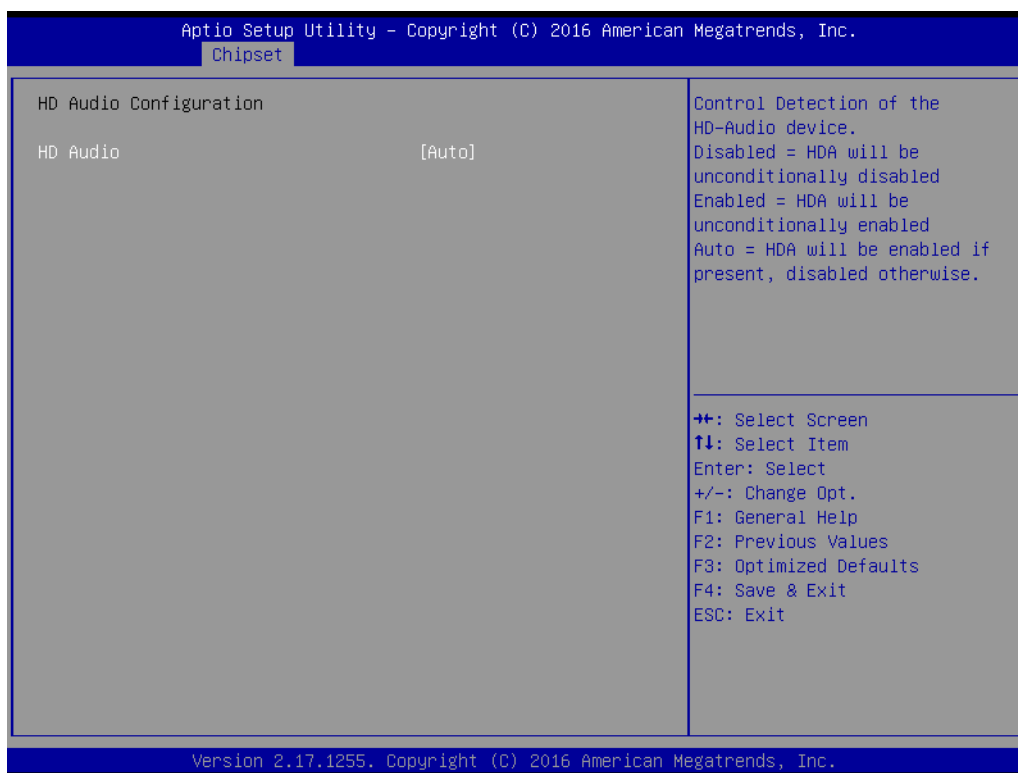 Aptio Setup Utility – Copyright (C) 2016 American Megatrends, Inc.
Chipset
HD Audio Configuration
HD Audio [Auto]
Control Detection of the
HD-Audio device.
Disabled = HDA will be
unconditionally disabled
Enabled = HDA will be
unconditionally enabled
Auto = HDA will be enabled if
present, disabled otherwise.
→←: Select Screen
↑↓: Select Item
Enter: Select
+/-: Change Opt.
F1: General Help
F2: Previous Values
F3: Optimized Defaults
F4: Save & Exit
ESC: Exit
Version 2.17.1255. Copyright (C) 2016 American Megatrends, Inc.